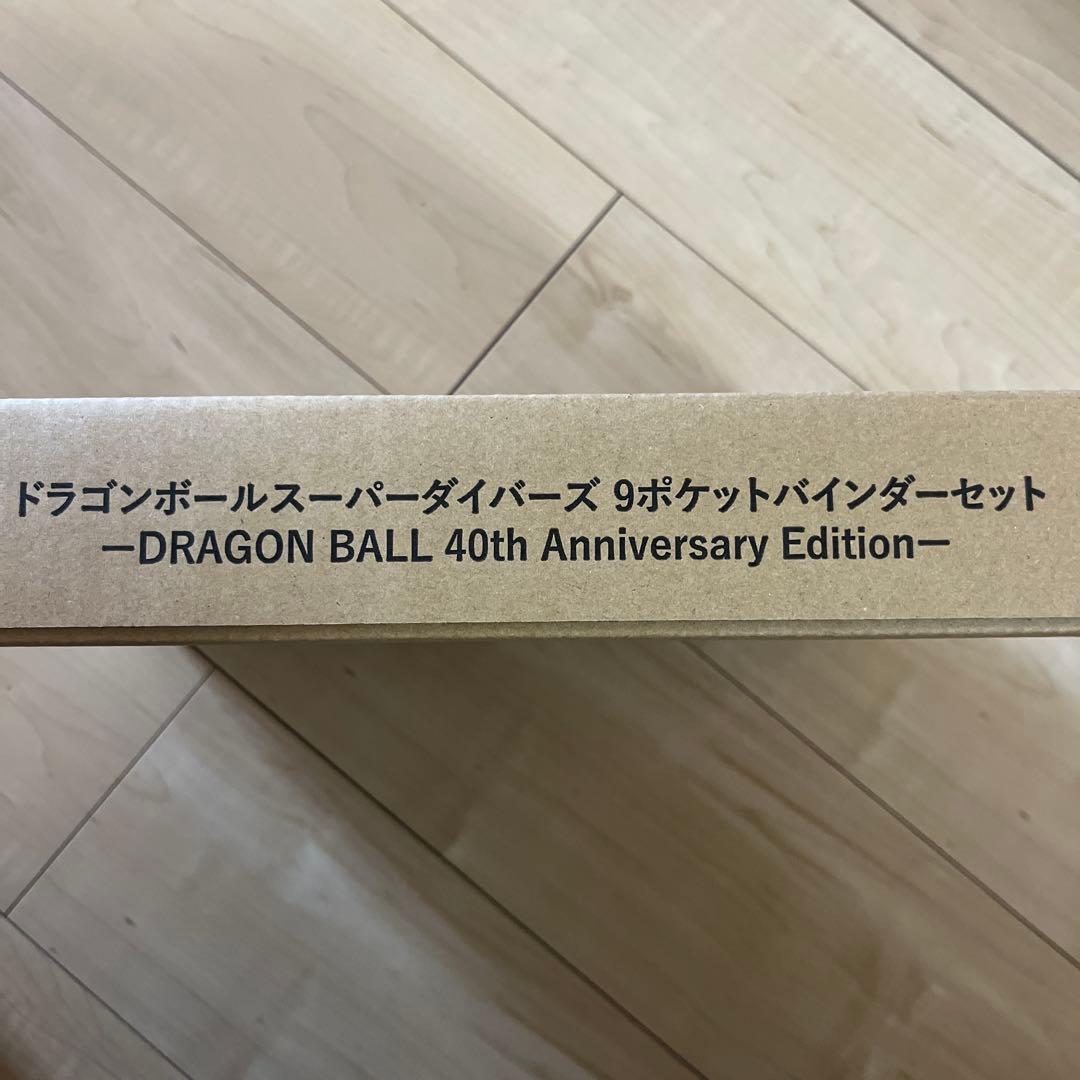 ドラゴンボールスーパーダイバーズ 9ポケットバインダーセット
ーDRAGON BALL 40th Anniversary Editionー